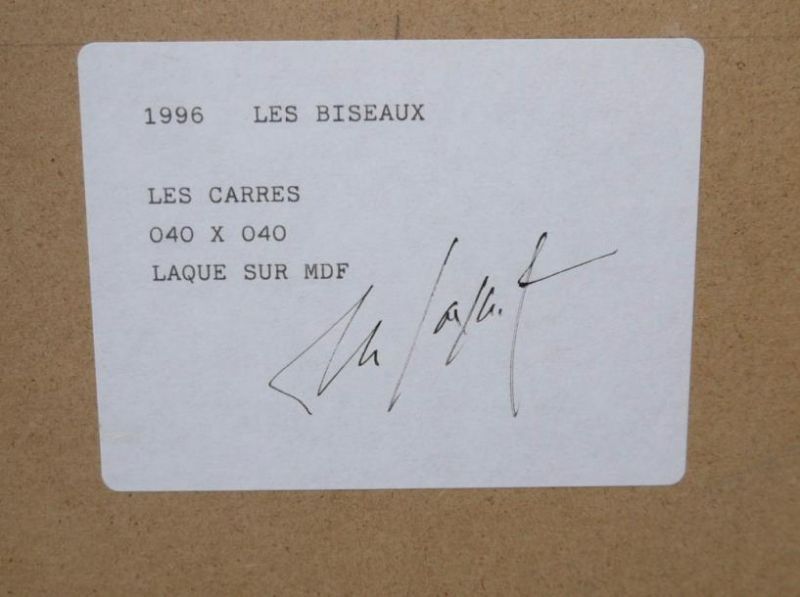 1996 LES BISEAUX
LES CARRES
040 X 040
LAQUE SUR MDF